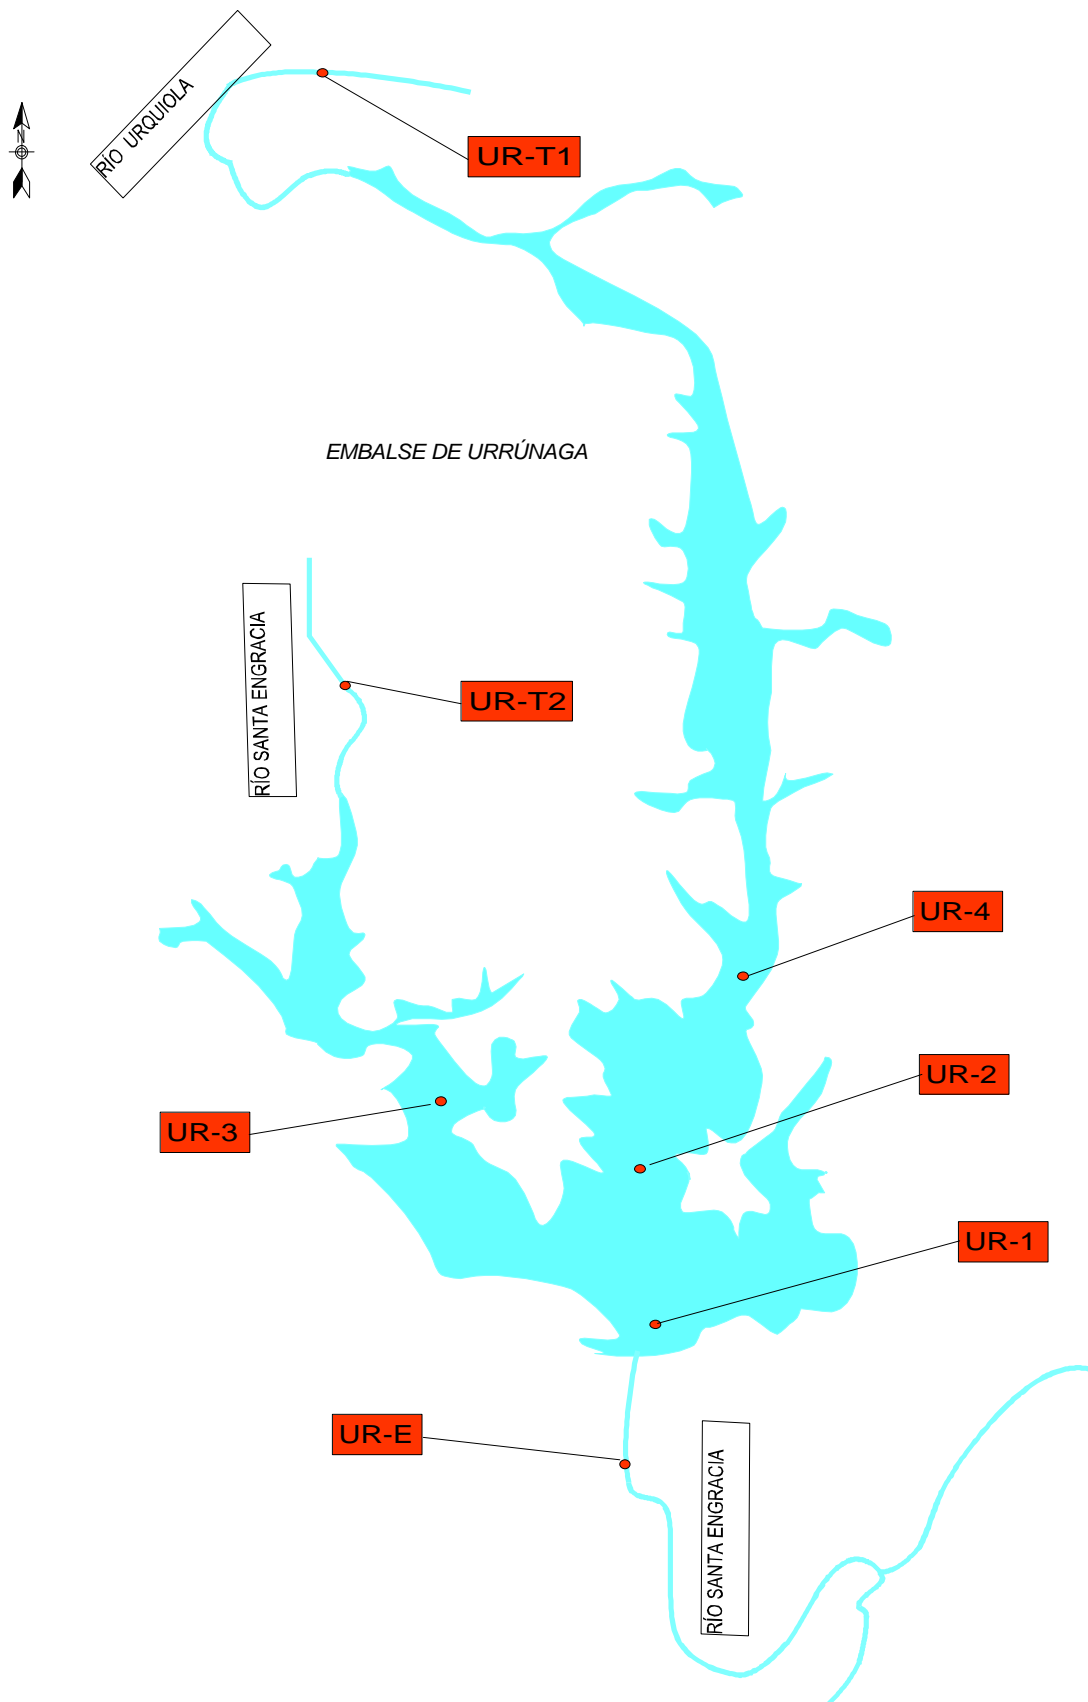 RÍO URQUIOLA
N
UR-T1
EMBALSE DE URRÚNAGA
RÍO SANTA ENGRACIA
UR-T2
UR-4
UR-2
UR-3
UR-1
UR-E
RÍO SANTA ENGRACIA